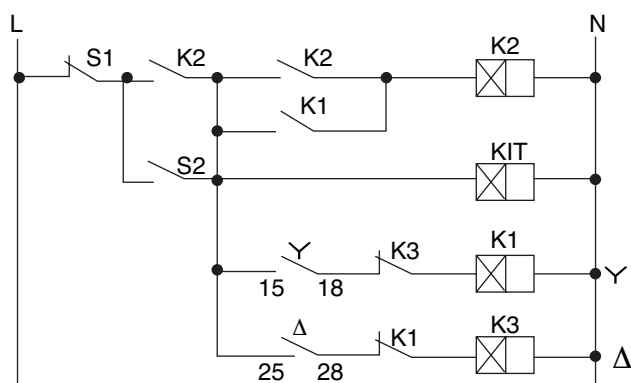 L N
S1 K2 K2 K2
K1
S2 KIT
Y K3 K1 Y
15 18
Δ K1 K3 Δ
25 28